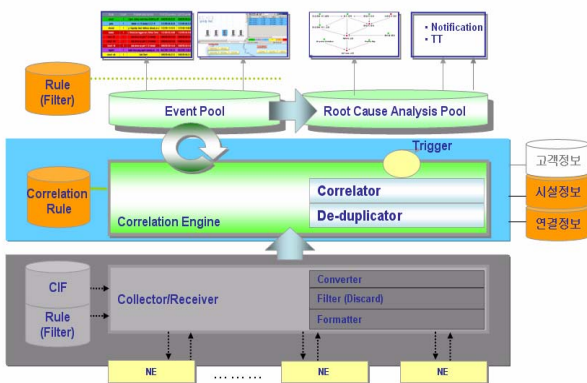 • Notification
• TT
Rule
(Filter)
Event Pool
Root Cause Analysis Pool
Trigger
고객정보
시설정보
연결정보
Correlation
Rule
Correlator
De-duplicator
Correlation Engine
CIF
Rule
(Filter)
Collector/Receiver
Converter
Filter (Discard)
Formatter
NE
………
NE
NE